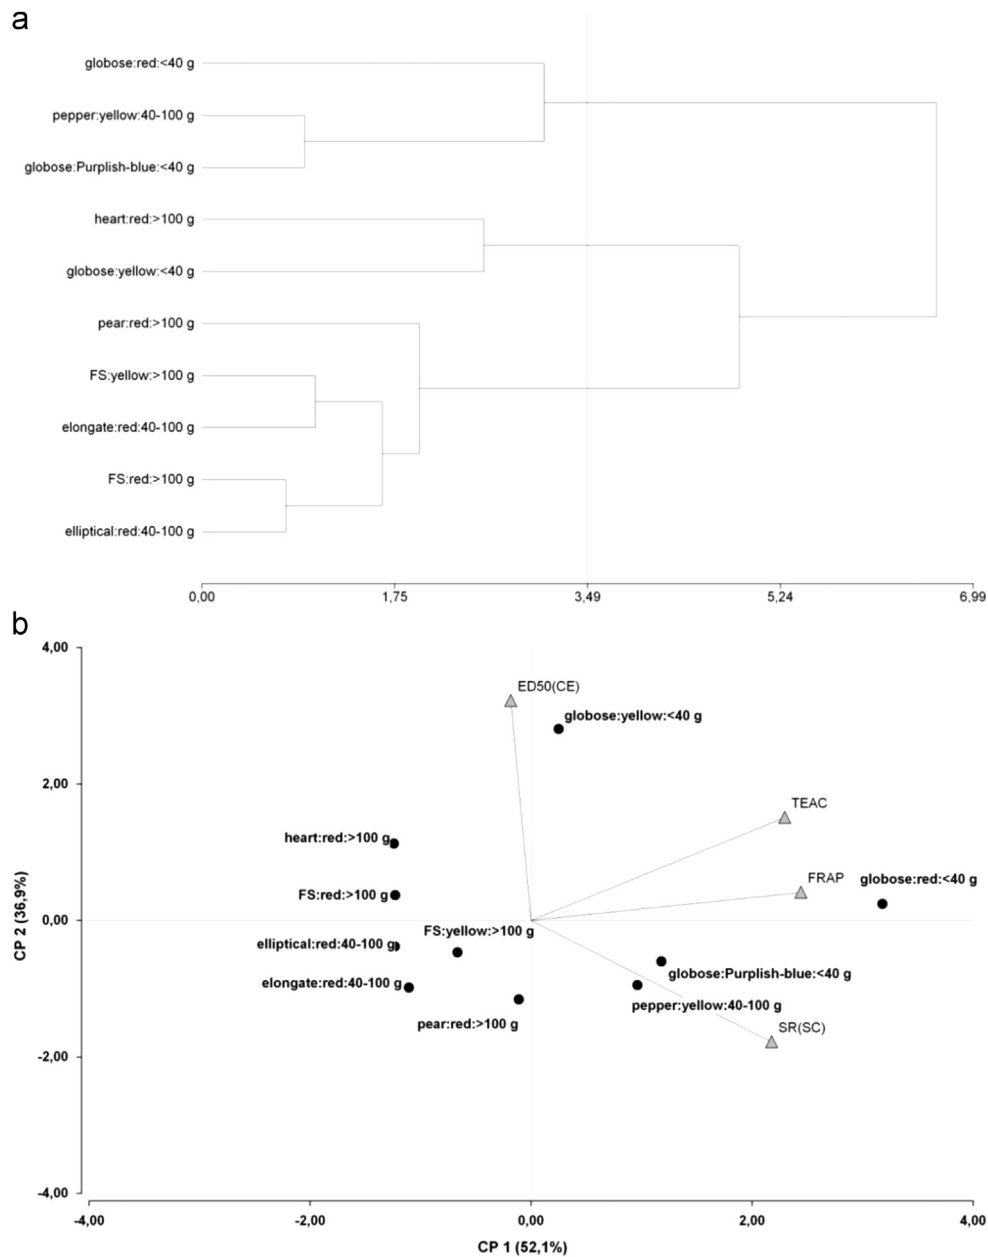 a
globose:red:<40 g
pepper:yellow:40-100 g
globose:Purplish-blue:<40 g
heart:red:>100 g
globose:yellow:<40 g
pear:red:>100 g
FS:yellow:>100 g
elongate:red:40-100 g
FS:red:>100 g
elliptical:red:40-100 g
0,00 1,75 3,49 5,24 6,99
b
4,00
ED50(CE)
globose:yellow:<40 g
2,00
TEAC
heart:red:>100 g
FRAP
globose:red:<40 g
FS:red:>100 g
0,00
FS:yellow:>100 g
elliptical:red:40-100 g
globose:Purplish-blue:<40 g
elongate:red:40-100 g
pepper:yellow:40-100 g
pear:red:>100 g
SR(SC)
-2,00
-4,00
CP 2 (36,9%)
-4,00 -2,00 0,00 2,00 4,00
CP 1 (52,1%)